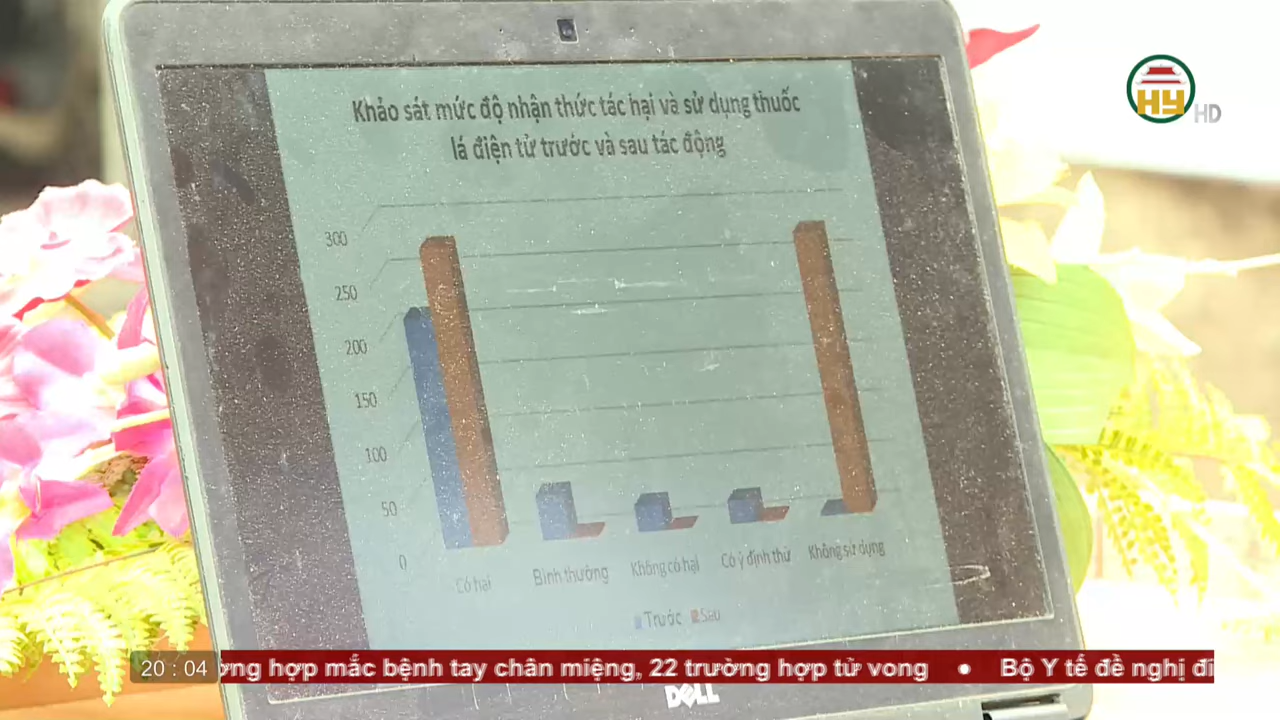 HY HD
Khảo sát mức độ nhận thức tác hại và sử dụng thuốc
lá điện tử trước và sau tác động
300
250
200
150
100
50
0
Có hại
Bình thường
Không có hại
Có ý định thử
Không sử dụng
Trước
Sau
20 : 04
ờng hợp mắc bệnh tay chân miệng, 22 trường hợp tử vong • Bộ Y tế đề nghị đi
DELL